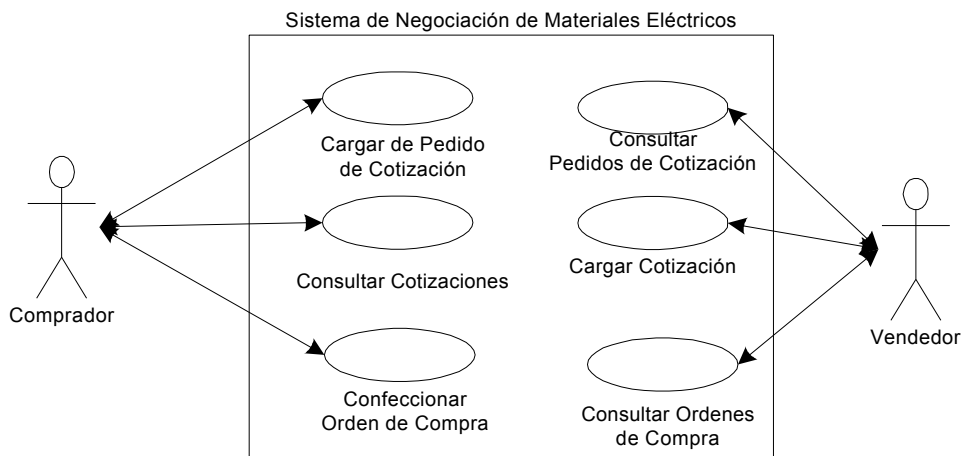 Sistema de Negociación de Materiales Eléctricos
Cargar de Pedido
de Cotización
Consultar
Pedidos de Cotización
Consultar Cotizaciones
Cargar Cotización
Comprador
Vendedor
Confeccionar
Orden de Compra
Consultar Ordenes
de Compra